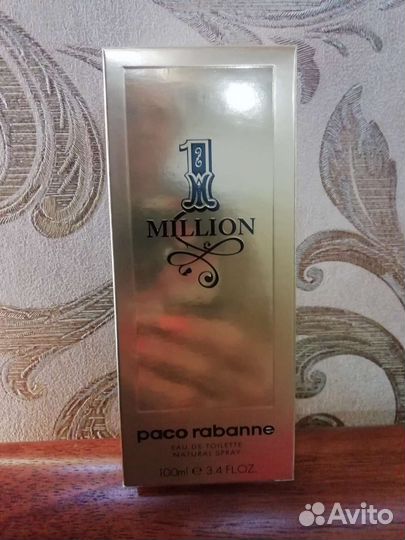 1
MILLION
paco rabanne
EAU DE TOILETTE
NATURAL SPRAY
100ml ℮ 3.4 FL.OZ.
Avito